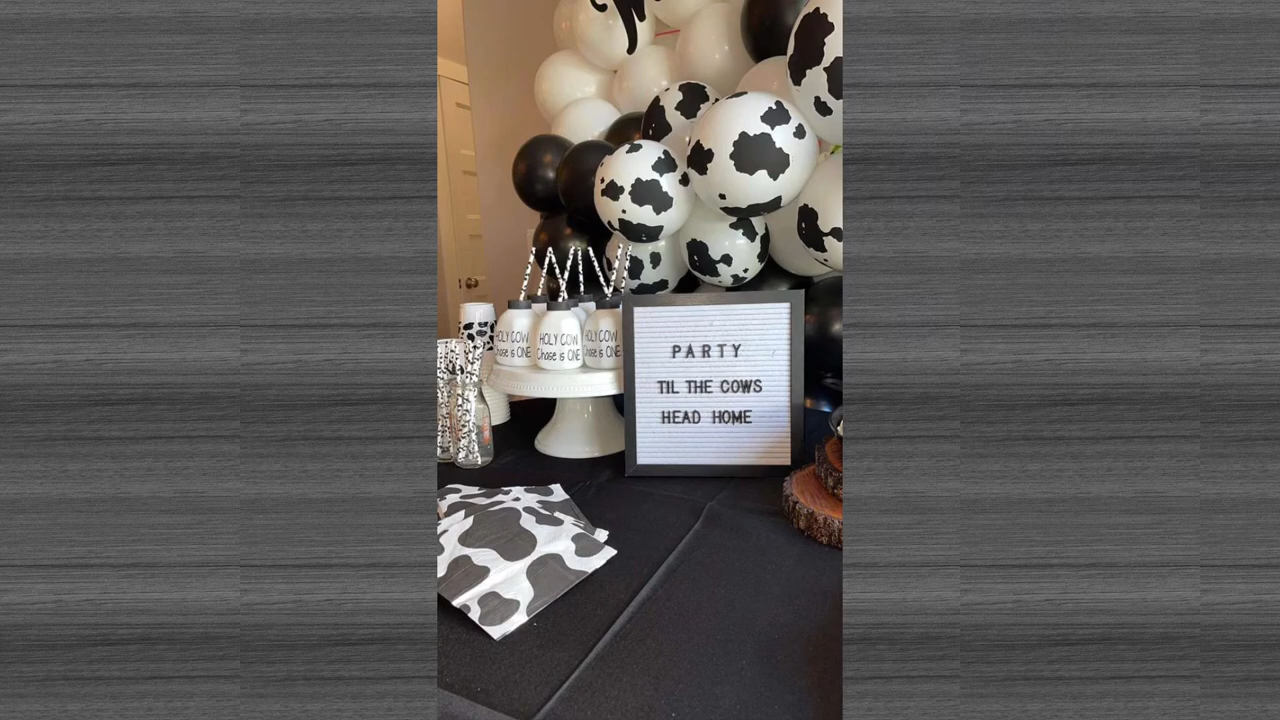 HOLY COW
Chase is ONE
HOLY COW
Chase is ONE
HOLY COW
Chase is ONE
PARTY
TIL THE COWS
HEAD HOME